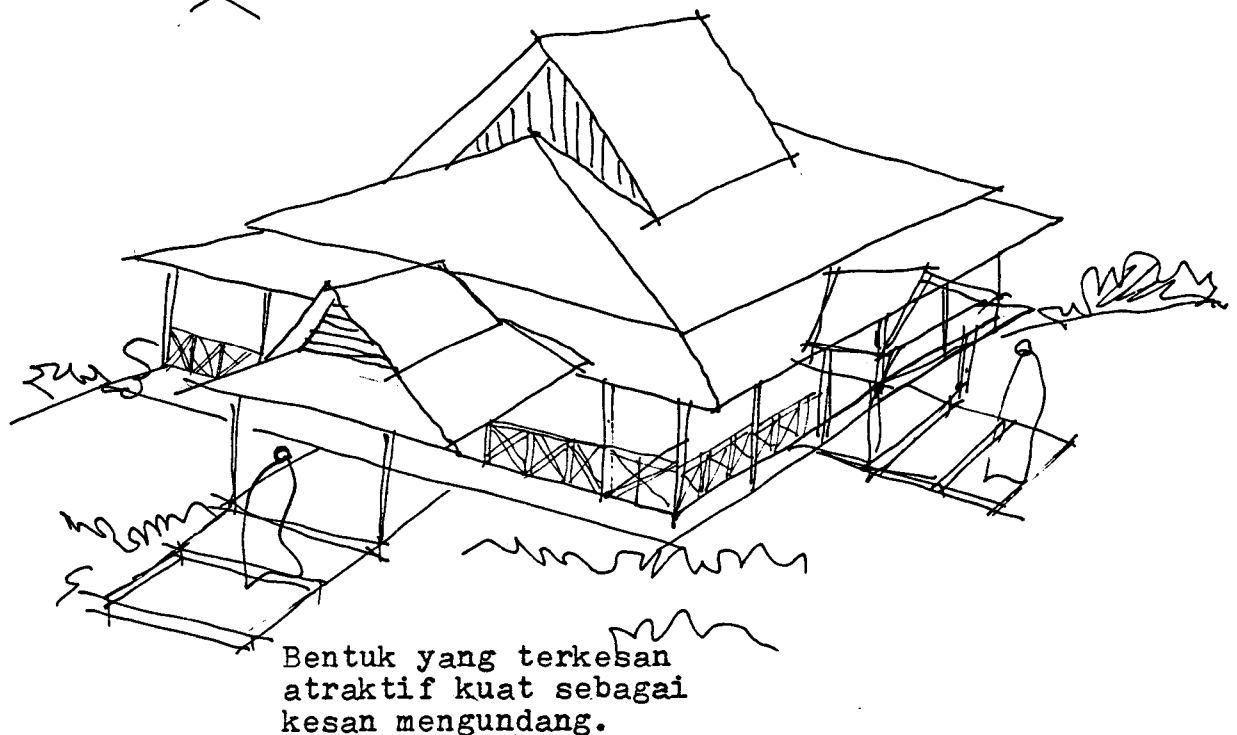 Bentuk yang terkesan
atraktif kuat sebagai
kesan mengundang.